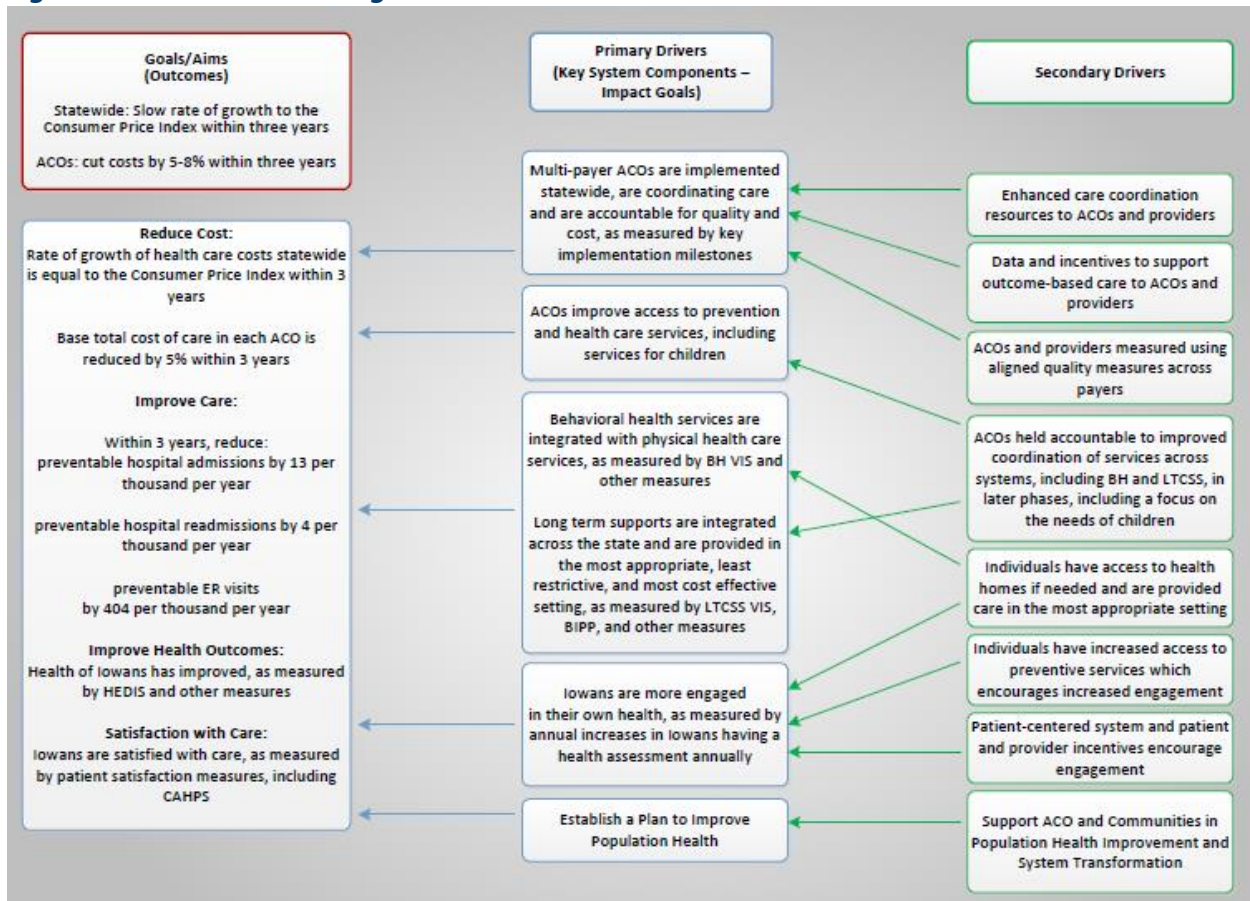 Goals/Aims
(Outcomes)
Statewide: Slow rate of growth to the
Consumer Price Index within three years
ACOs: cut costs by 5-8% within three years
Reduce Cost:
Rate of growth of health care costs statewide
is equal to the Consumer Price Index within 3
years
Base total cost of care in each ACO is
reduced by 5% within 3 years
Improve Care:
Within 3 years, reduce:
preventable hospital admissions by 13 per
thousand per year
preventable hospital readmissions by 4 per
thousand per year
preventable ER visits
by 404 per thousand per year
Improve Health Outcomes:
Health of Iowans has improved, as measured
by HEDIS and other measures
Satisfaction with Care:
Iowans are satisfied with care, as measured
by patient satisfaction measures, including
CAHPS
Primary Drivers
(Key System Components –
Impact Goals)
Multi-payer ACOs are implemented
statewide, are coordinating care
and are accountable for quality and
cost, as measured by key
implementation milestones
ACOs improve access to prevention
and health care services, including
services for children
Behavioral health services are
integrated with physical health care
services, as measured by BH VIS and
other measures
Long term supports are integrated
across the state and are provided in
the most appropriate, least
restrictive, and most cost effective
setting, as measured by LTCSS VIS,
BIPP, and other measures
Iowans are more engaged
in their own health, as measured by
annual increases in Iowans having a
health assessment annually
Establish a Plan to Improve
Population Health
Secondary Drivers
Enhanced care coordination
resources to ACOs and providers
Data and incentives to support
outcome-based care to ACOs and
providers
ACOs and providers measured using
aligned quality measures across
payers
ACOs held accountable to improved
coordination of services across
systems, including BH and LTCSS, in
later phases, including a focus on
the needs of children
Individuals have access to health
homes if needed and are provided
care in the most appropriate setting
Individuals have increased access to
preventive services which
encourages increased engagement
Patient-centered system and patient
and provider incentives encourage
engagement
Support ACO and Communities in
Population Health Improvement and
System Transformation